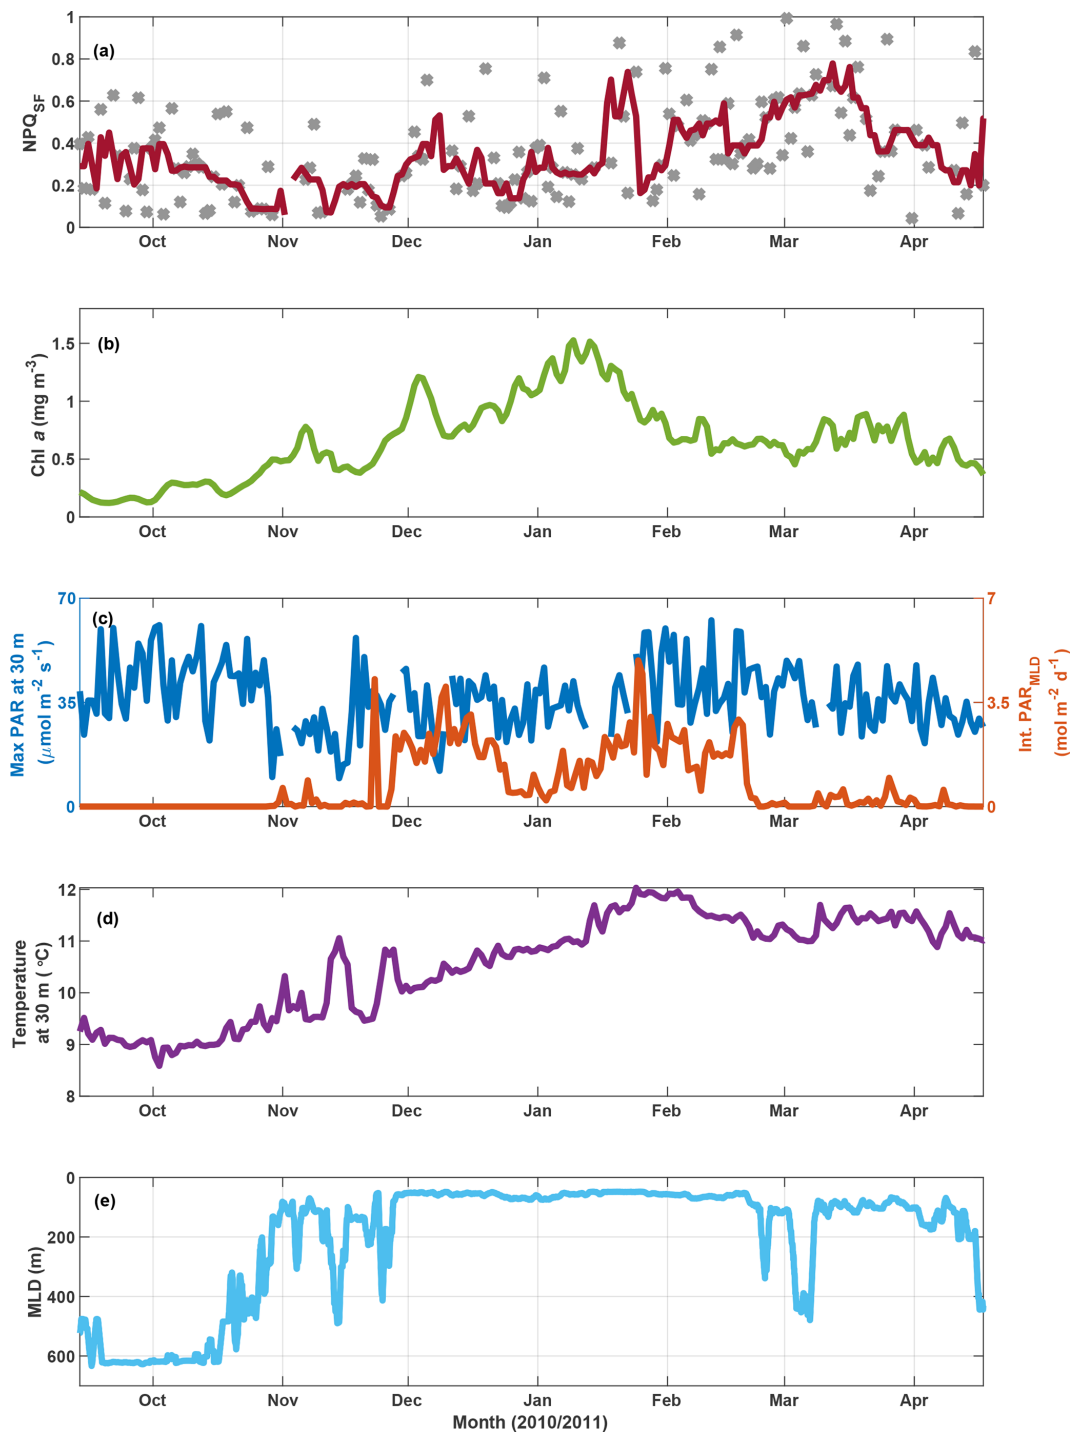 (a)
1
0.8
0.6
0.4
0.2
0
NPQ_SF
Oct Nov Dec Jan Feb Mar Apr
(b)
1.5
1
0.5
0
Chl a (mg m⁻³)
Oct Nov Dec Jan Feb Mar Apr
(c)
70
35
0
Max PAR at 30 m
(μmol m⁻² s⁻¹)
7
3.5
0
Int. PAR_MLD
(mol m⁻² d⁻¹)
Oct Nov Dec Jan Feb Mar Apr
(d)
12
11
10
9
8
Temperature
at 30 m (°C)
Oct Nov Dec Jan Feb Mar Apr
(e)
0
200
400
600
MLD (m)
Oct Nov Dec Jan Feb Mar Apr
Month (2010/2011)